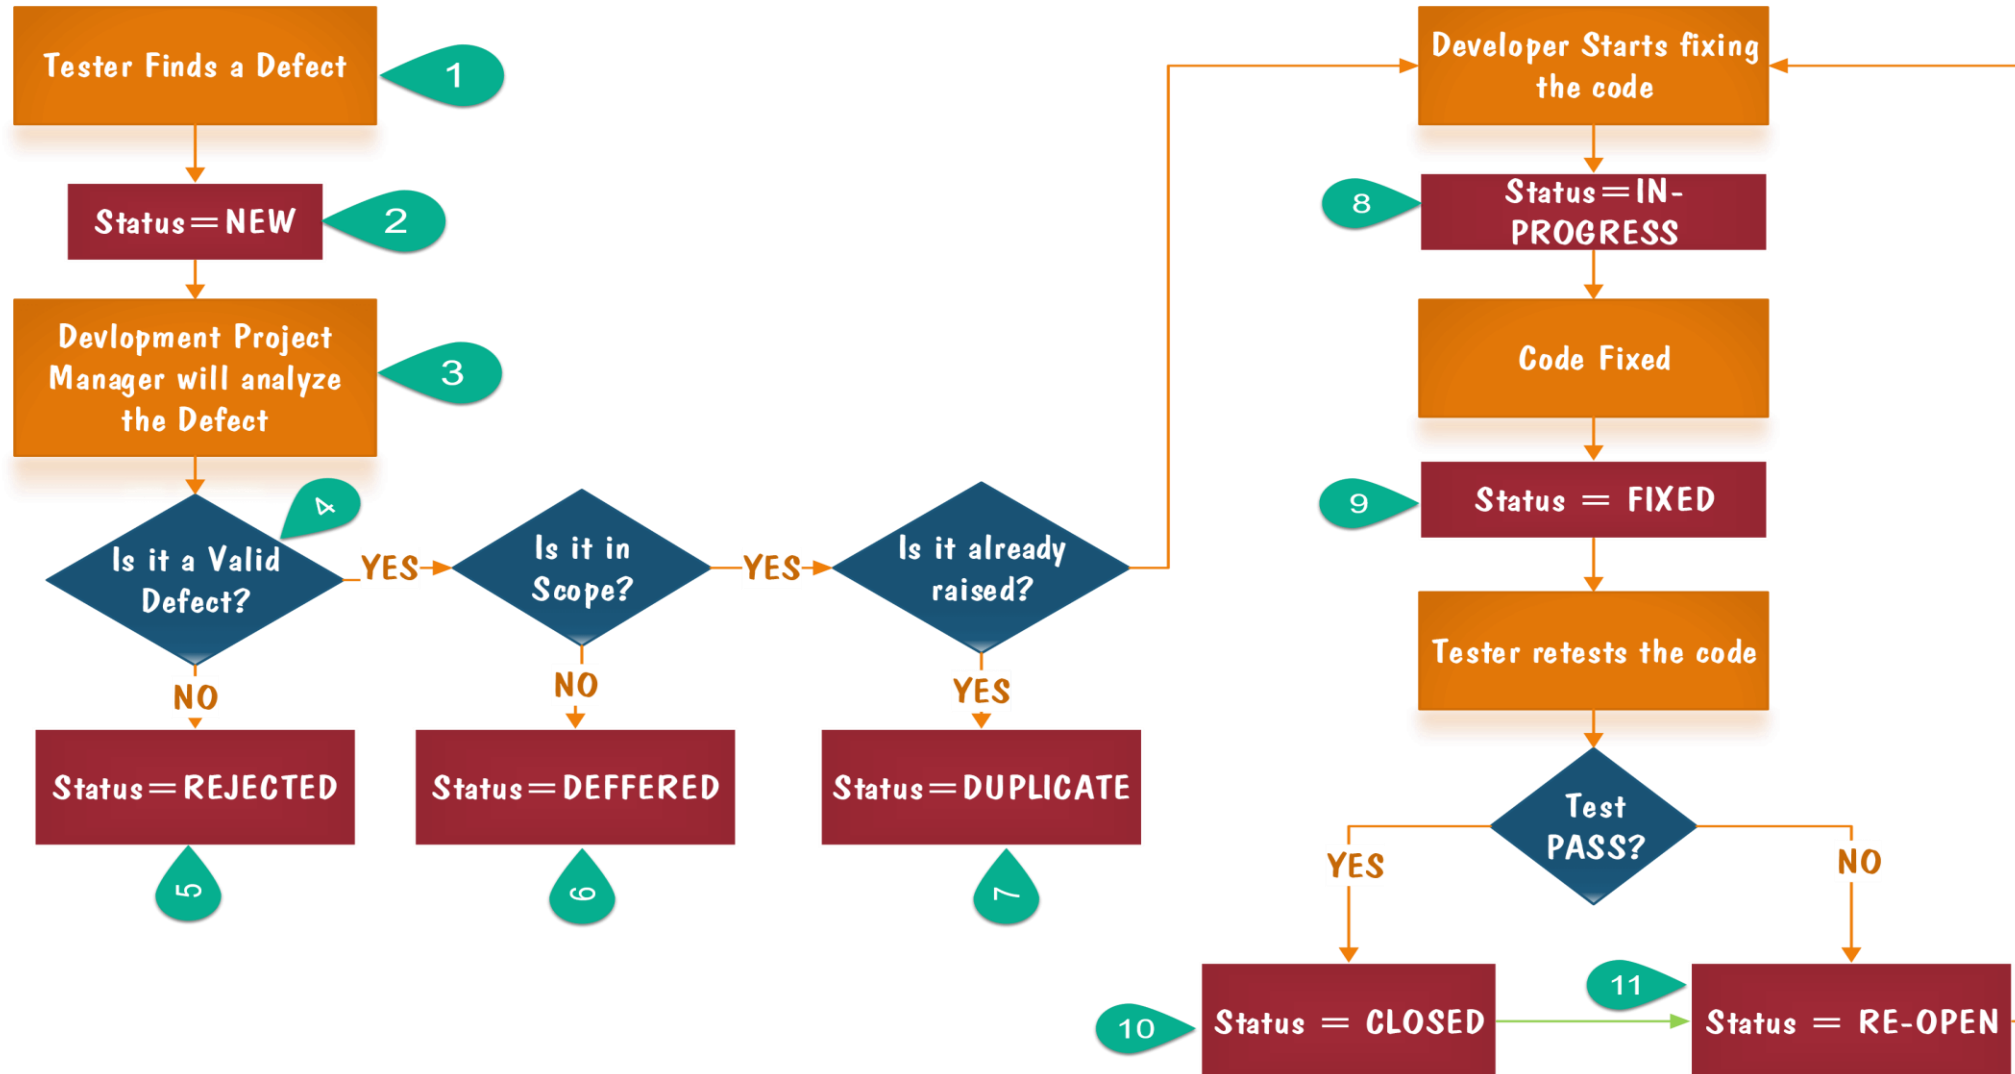 Tester Finds a Defect
1
Status=NEW
2
Devlopment Project
Manager will analyze
the Defect
3
4
Is it a Valid
Defect?
YES
NO
Status=REJECTED
5
Is it in
Scope?
YES
NO
Status=DEFFERED
6
Is it already
raised?
YES
Status=DUPLICATE
7
Developer Starts fixing
the code
8
Status=IN-
PROGRESS
Code Fixed
9
Status = FIXED
Tester retests the code
Test
PASS?
YES
NO
10
Status = CLOSED
11
Status = RE-OPEN